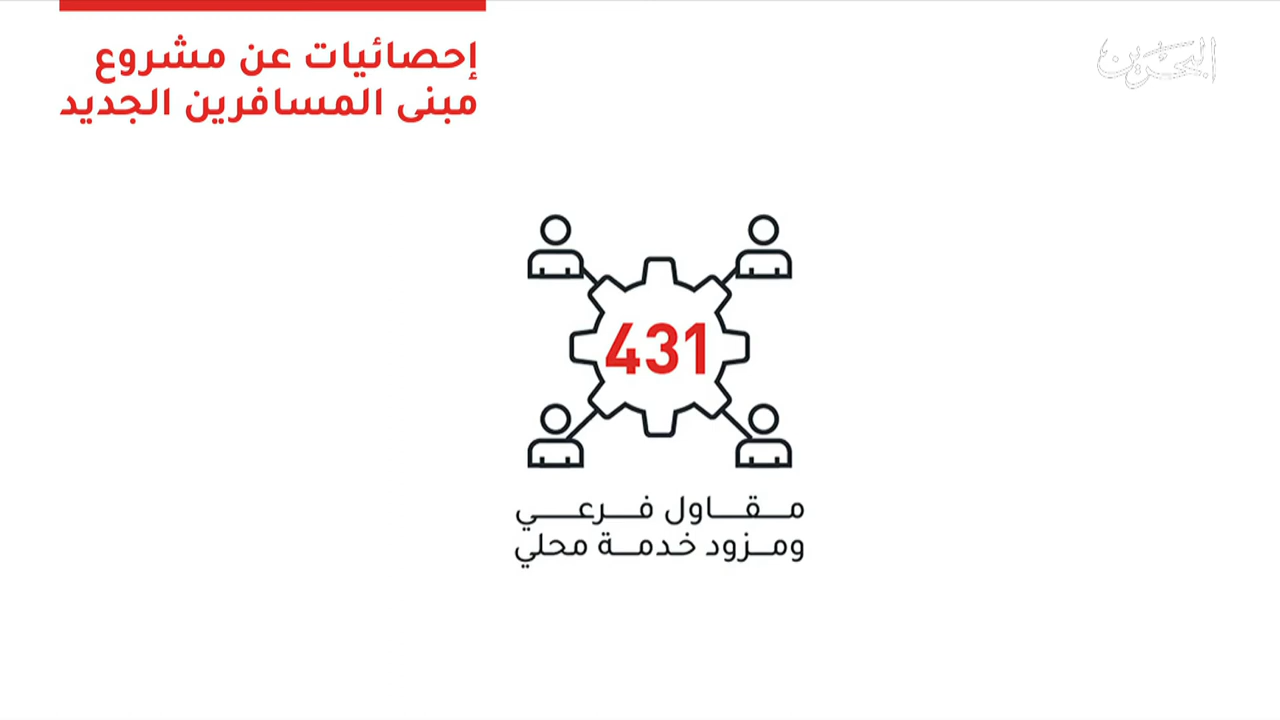 إحصائيات عن مشروع
مبنى المسافرين الجديد
البحرين
431
مقاول فرعي
ومزود خدمة محلي